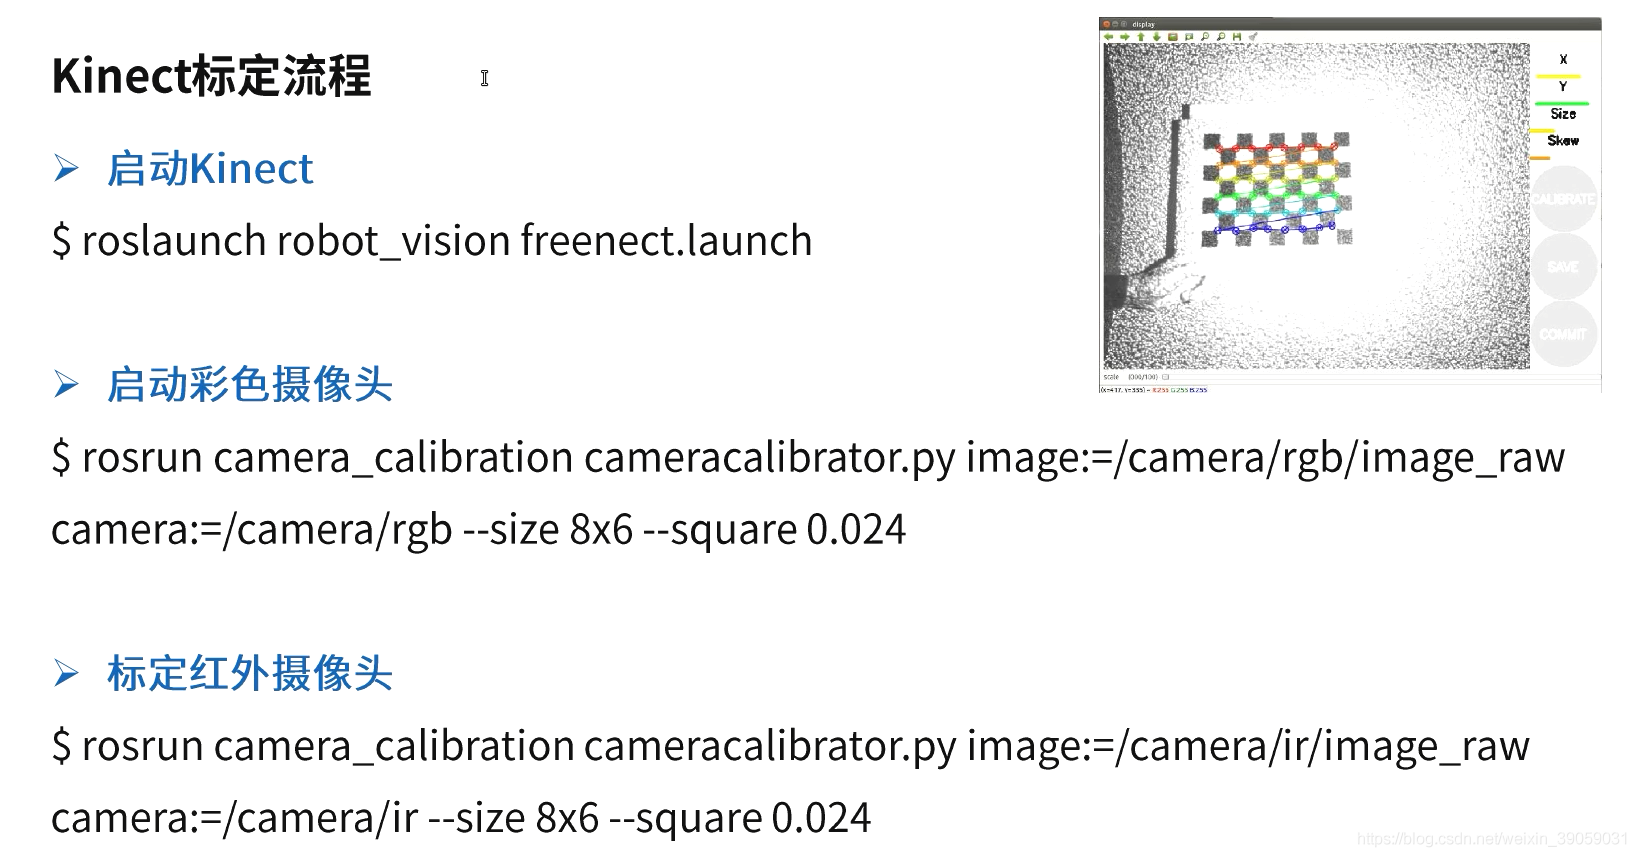 Kinect标定流程
启动Kinect
$ roslaunch robot_vision freenect.launch
启动彩色摄像头
$ rosrun camera_calibration cameracalibrator.py image:=/camera/rgb/image_raw
camera:=/camera/rgb --size 8x6 --square 0.024
标定红外摄像头
$ rosrun camera_calibration cameracalibrator.py image:=/camera/ir/image_raw
camera:=/camera/ir --size 8x6 --square 0.024
display
X
Y
Size
Skew
CALIBRATE
SAVE
COMMIT
scale
R:255 G:255 B:255
https://blog.csdn.net/weixin_39059031